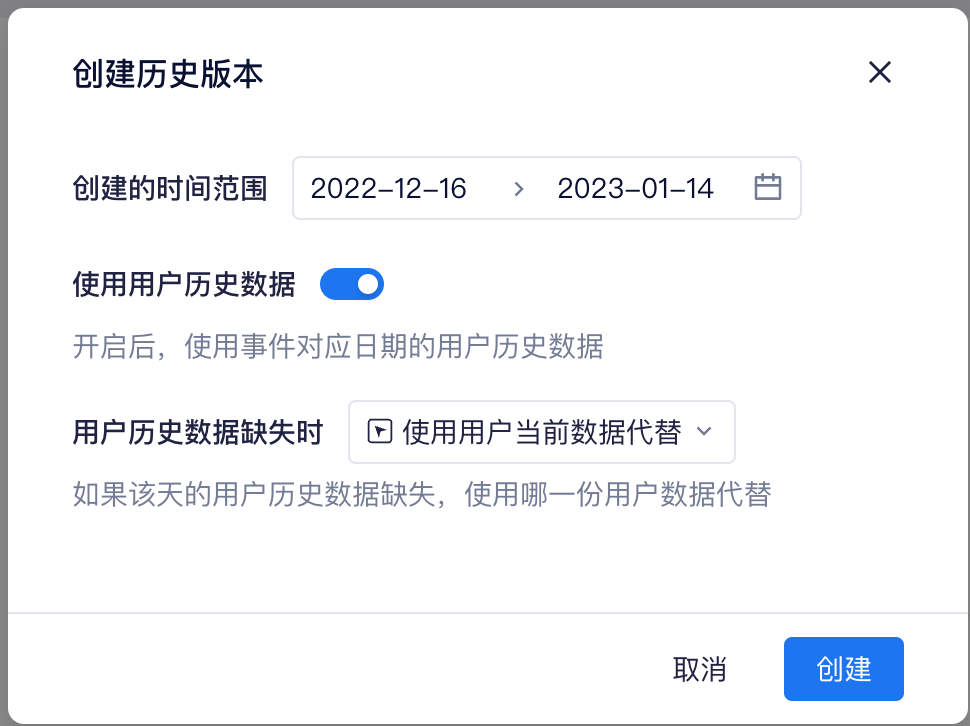 创建历史版本
创建的时间范围 2022-12-16 > 2023-01-14
使用用户历史数据
开启后，使用事件对应日期的用户历史数据
用户历史数据缺失时 使用用户当前数据代替
如果该天的用户历史数据缺失，使用哪一份用户数据代替
取消 创建